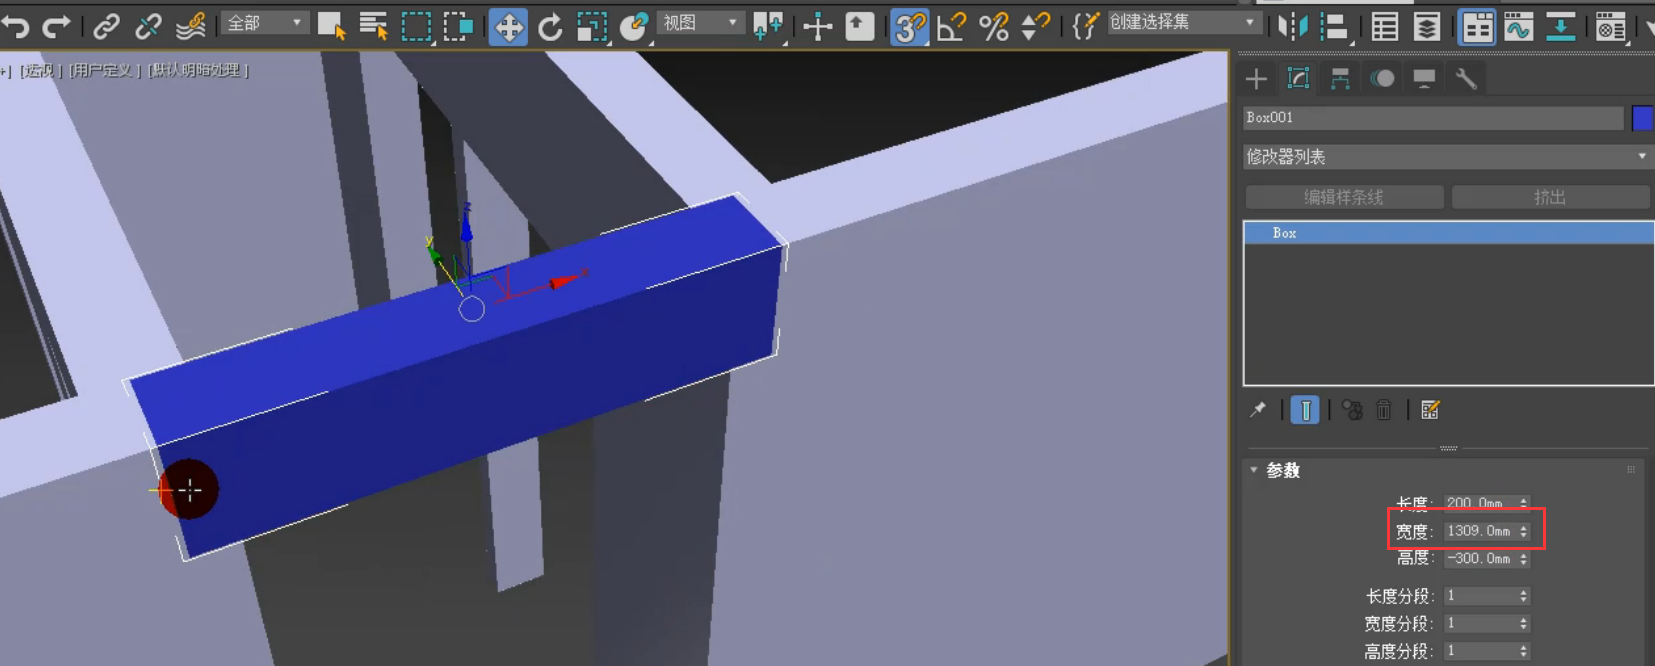 全部
视图
创建选择集
+] [透视] [用户定义] [默认明暗处理]
Box001
修改器列表
编辑样条线 挤出
Box
z
y
x
参数
长度: 200.0mm
宽度: 1309.0mm
高度: -300.0mm
长度分段: 1
宽度分段: 1
高度分段: 1